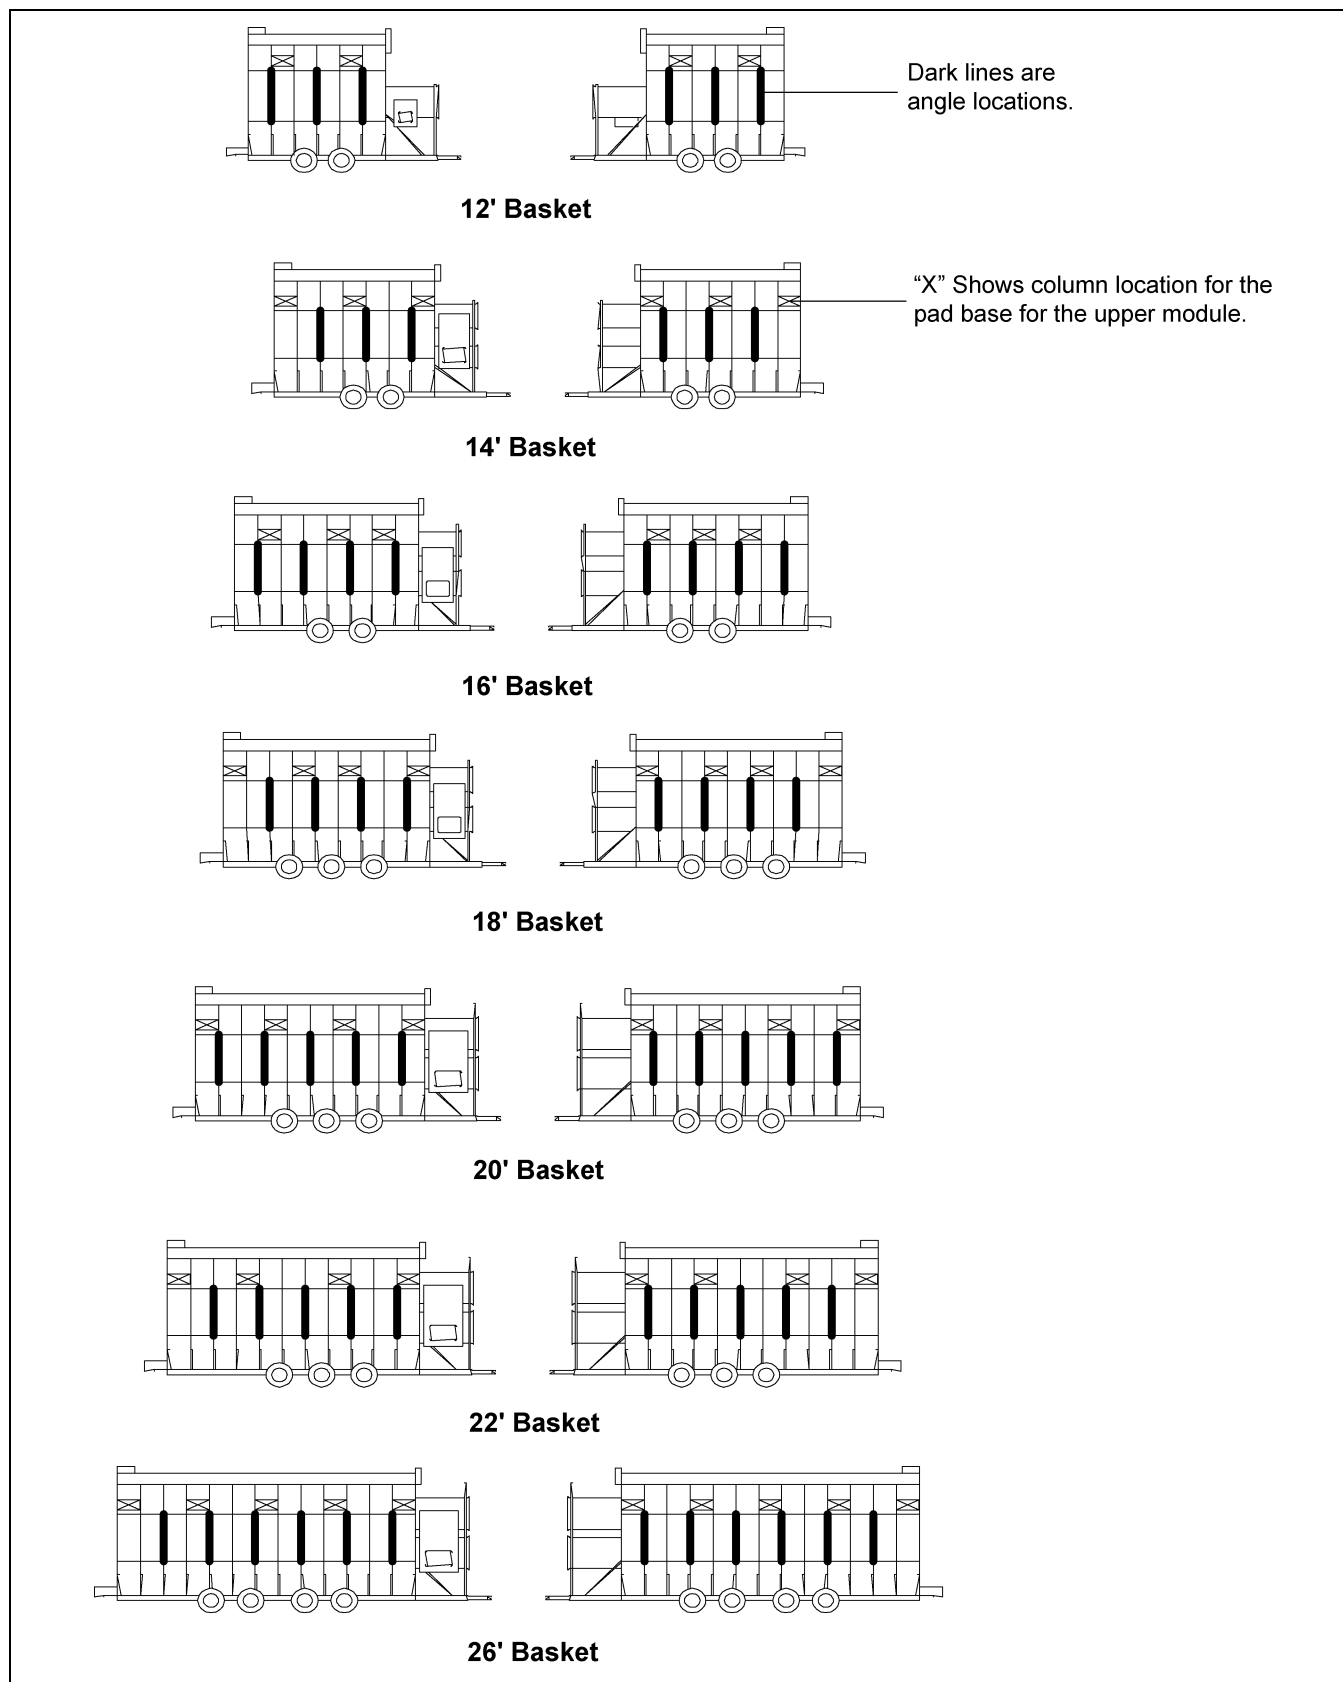 Dark lines are
angle locations.
12' Basket
“X” Shows column location for the
pad base for the upper module.
14' Basket
16' Basket
18' Basket
20' Basket
22' Basket
26' Basket